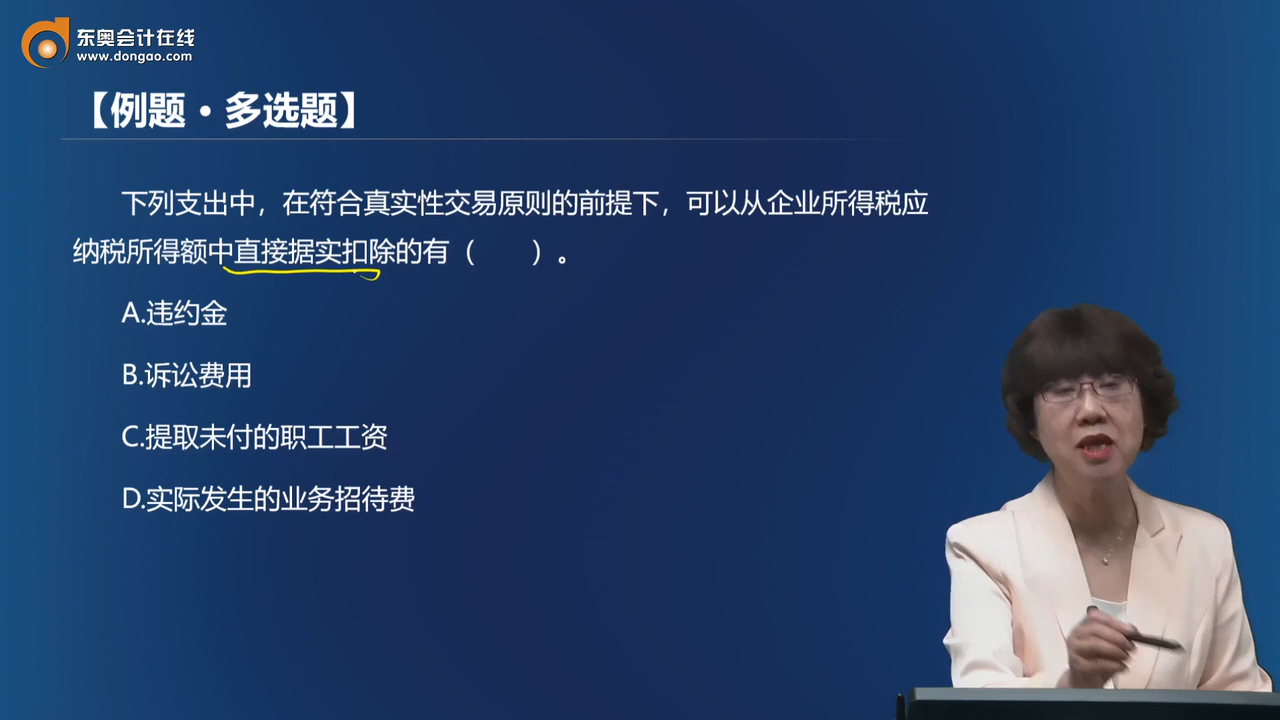 东奥会计在线
www.dongao.com
【例题·多选题】
下列支出中，在符合真实性交易原则的前提下，可以从企业所得税应
纳税所得额中直接据实扣除的有（　　）。
A.违约金
B.诉讼费用
C.提取未付的职工工资
D.实际发生的业务招待费